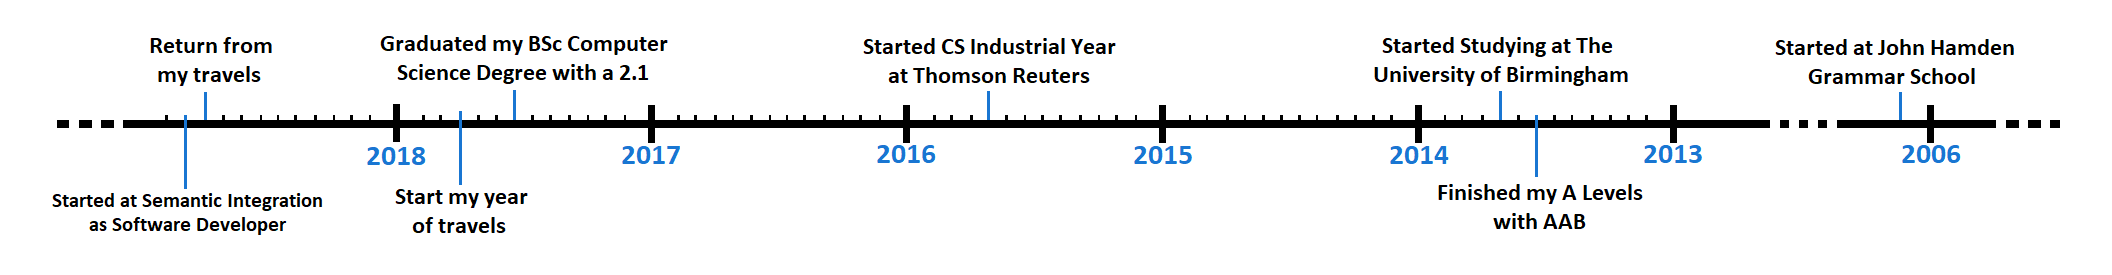 Return from
my travels
Graduated my BSc Computer
Science Degree with a 2.1
Started CS Industrial Year
at Thomson Reuters
Started Studying at The
University of Birmingham
Started at John Hamden
Grammar School
2018
2017
2016
2015
2014
2013
2006
Started at Semantic Integration
as Software Developer
Start my year
of travels
Finished my A Levels
with AAB